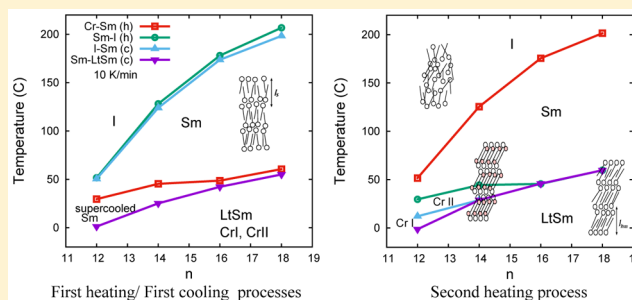 Cr-Sm (h)
Sm-I (h)
I-Sm (c)
Sm-LtSm (c)
10 K/min
Temperature (C)
200
150
100
50
0
I
Sm
supercooled
Sm
LtSm
CrI, CrII
11 12 13 14 15 16 17 18 19
n
First heating/ First cooling processes
Temperature (C)
200
150
100
50
0
I
Sm
Cr II
Cr I
LtSm
11 12 13 14 15 16 17 18 19
n
Second heating process